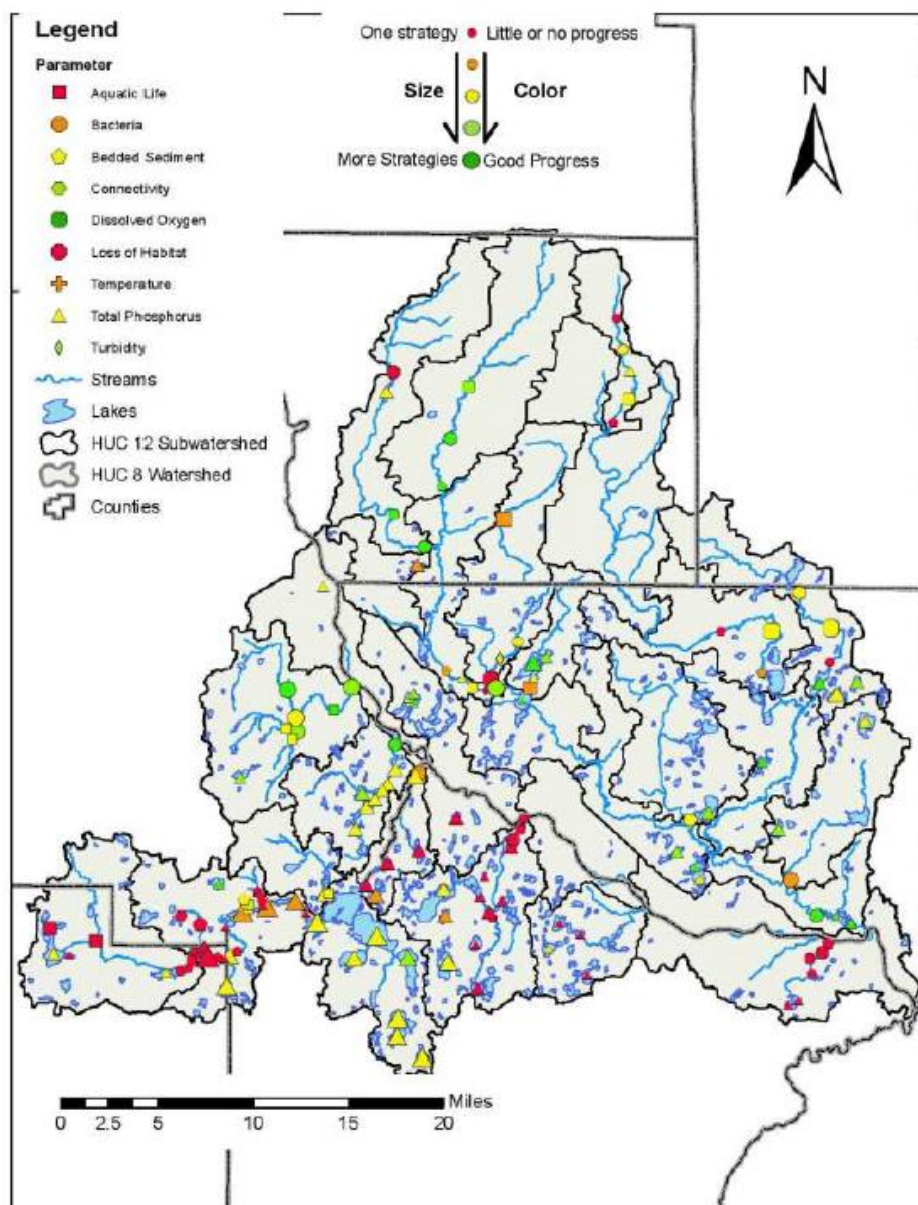 Legend
Parameter
Aquatic Life
Bacteria
Bedded Sediment
Connectivity
Dissolved Oxygen
Loss of Habitat
Temperature
Total Phosphorus
Turbidity
Streams
Lakes
HUC 12 Subwatershed
HUC 8 Watershed
Counties
One strategy Little or no progress
Size Color
More Strategies Good Progress
N
Miles
0 2.5 5 10 15 20